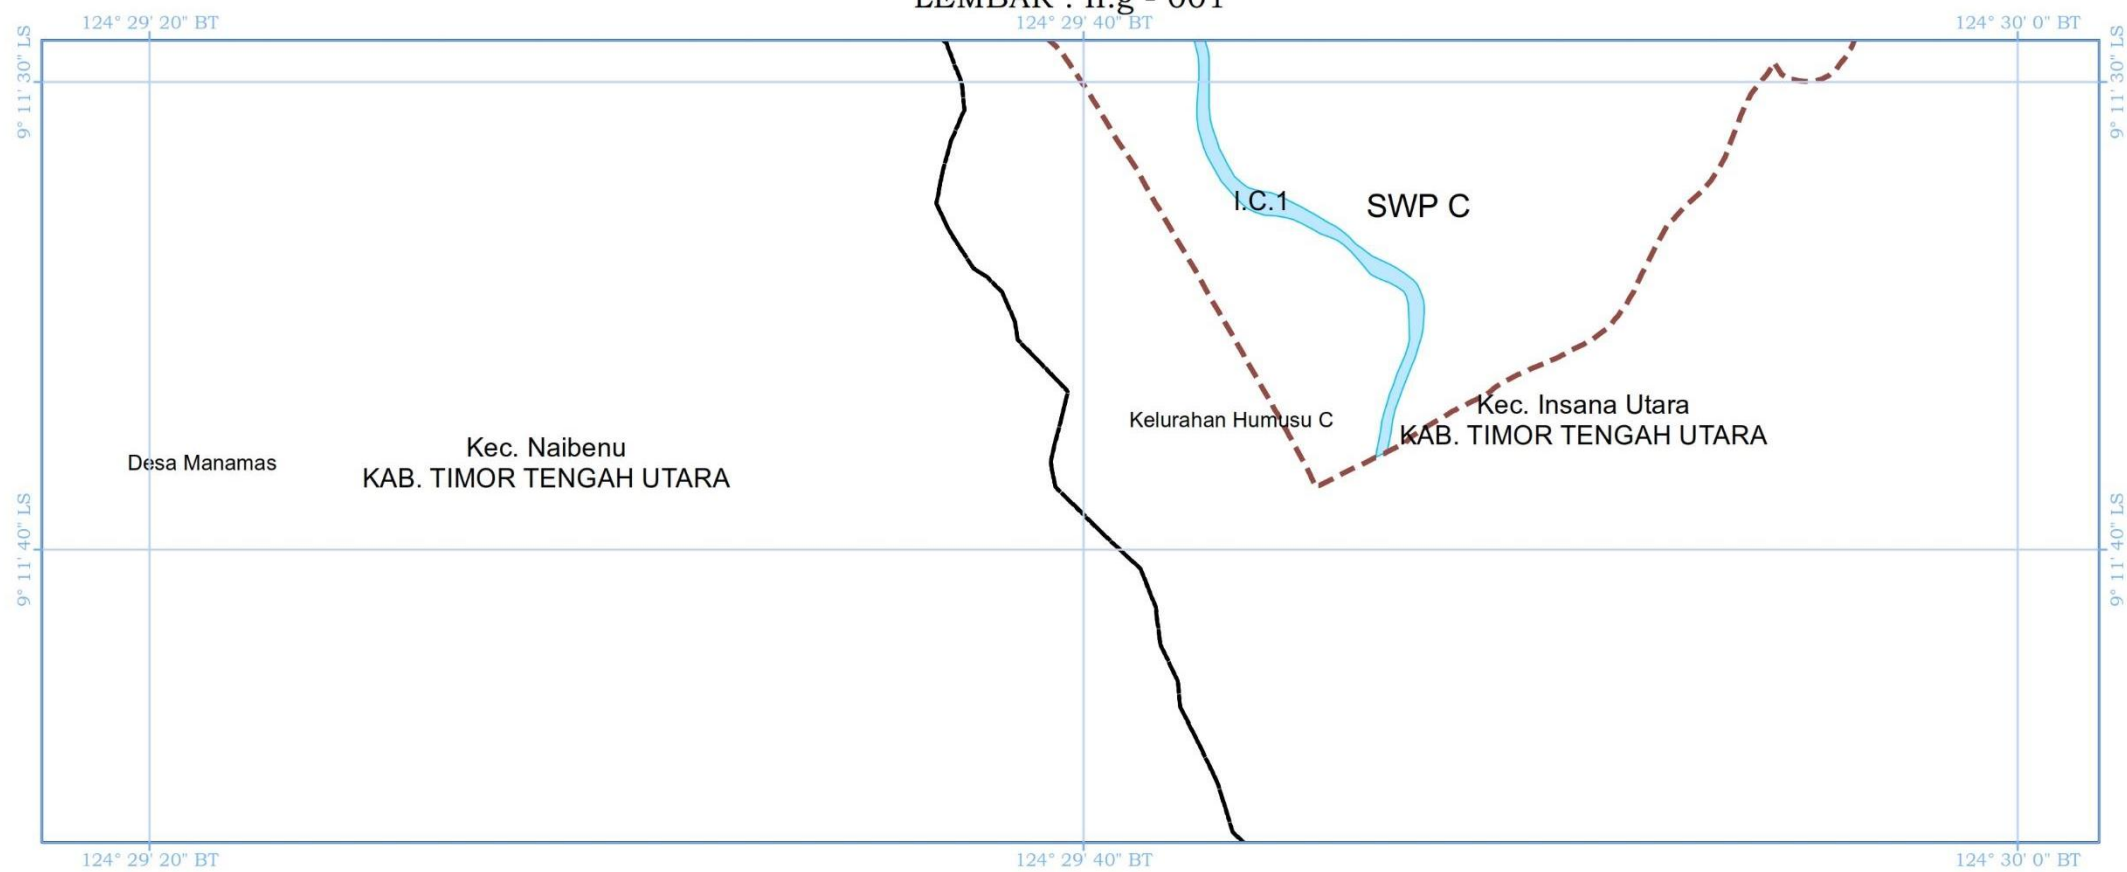 124° 29' 20" BT
124° 29' 40" BT
124° 30' 0" BT
9° 11' 30" LS
9° 11' 30" LS
I.C.1
SWP C
Kec. Insana Utara
KAB. TIMOR TENGAH UTARA
Kelurahan Humusu C
Kec. Naibenu
KAB. TIMOR TENGAH UTARA
Desa Manamas
9° 11' 40" LS
9° 11' 40" LS
124° 29' 20" BT
124° 29' 40" BT
124° 30' 0" BT